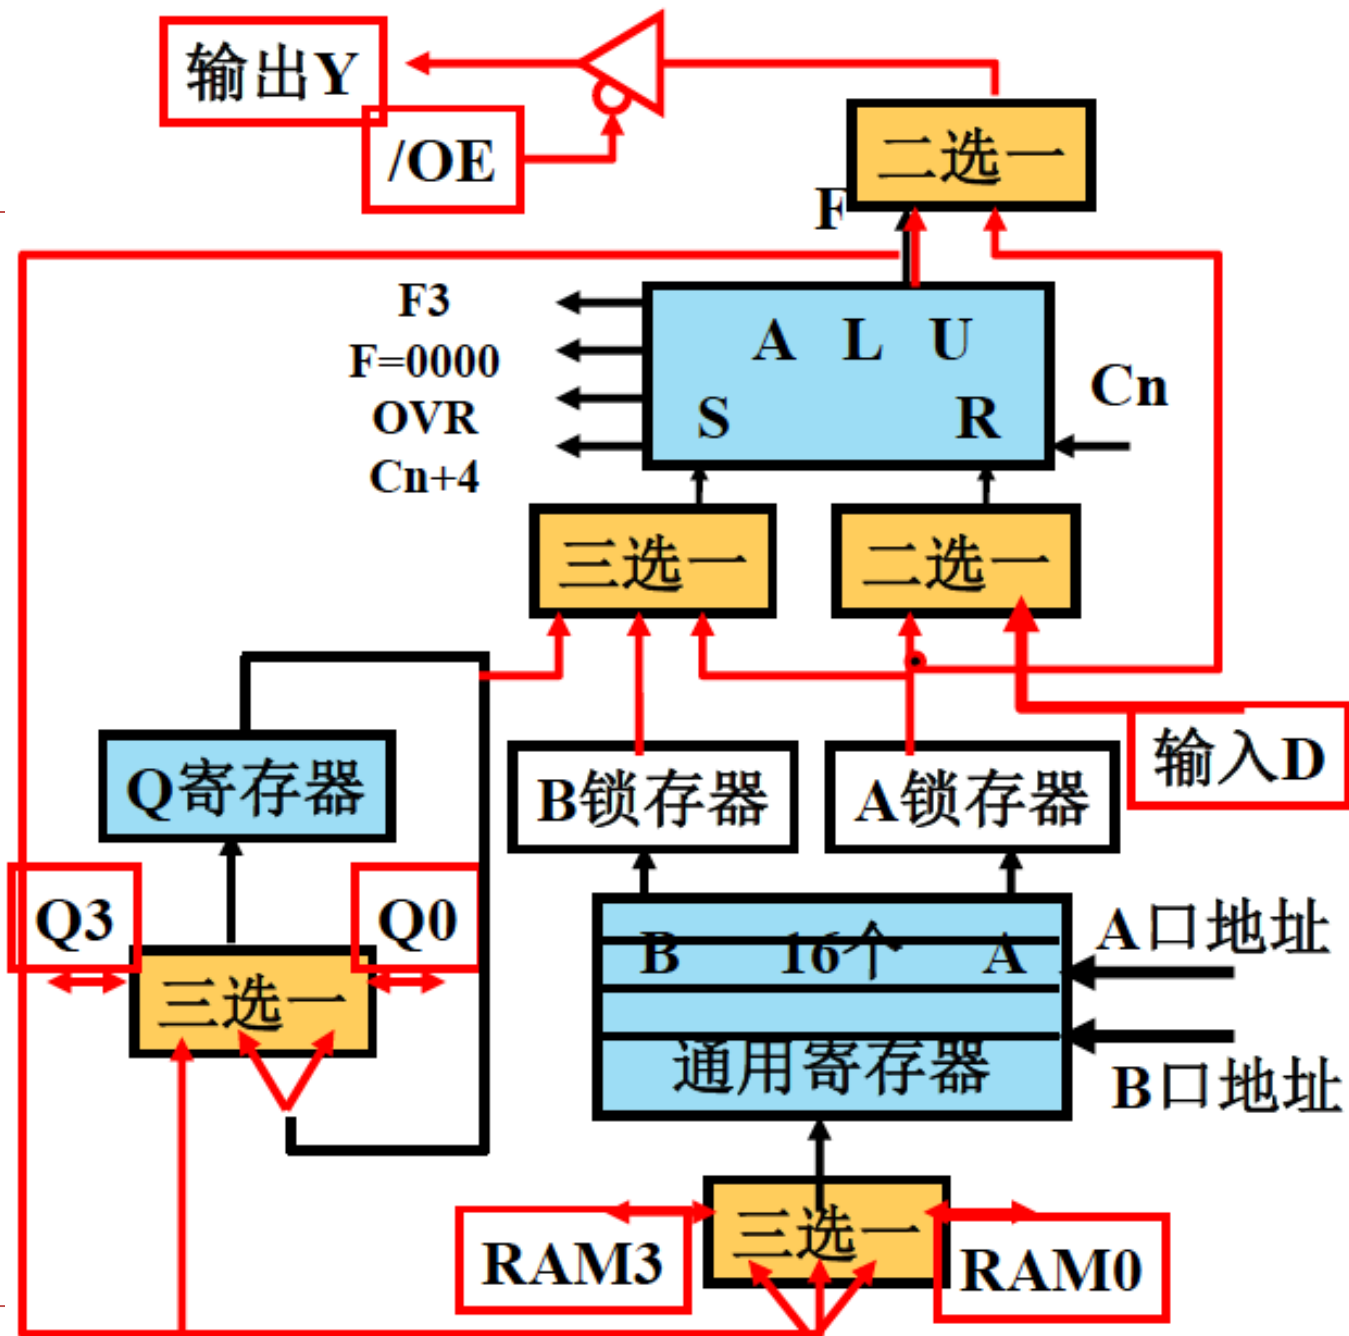 输出Y
/OE
二选一
F
F3
F=0000
OVR
Cn+4
A L U
S R
Cn
三选一
二选一
Q寄存器
B锁存器
A锁存器
输入D
Q3
Q0
三选一
B 16个 A
通用寄存器
A口地址
B口地址
RAM3
三选一
RAM0